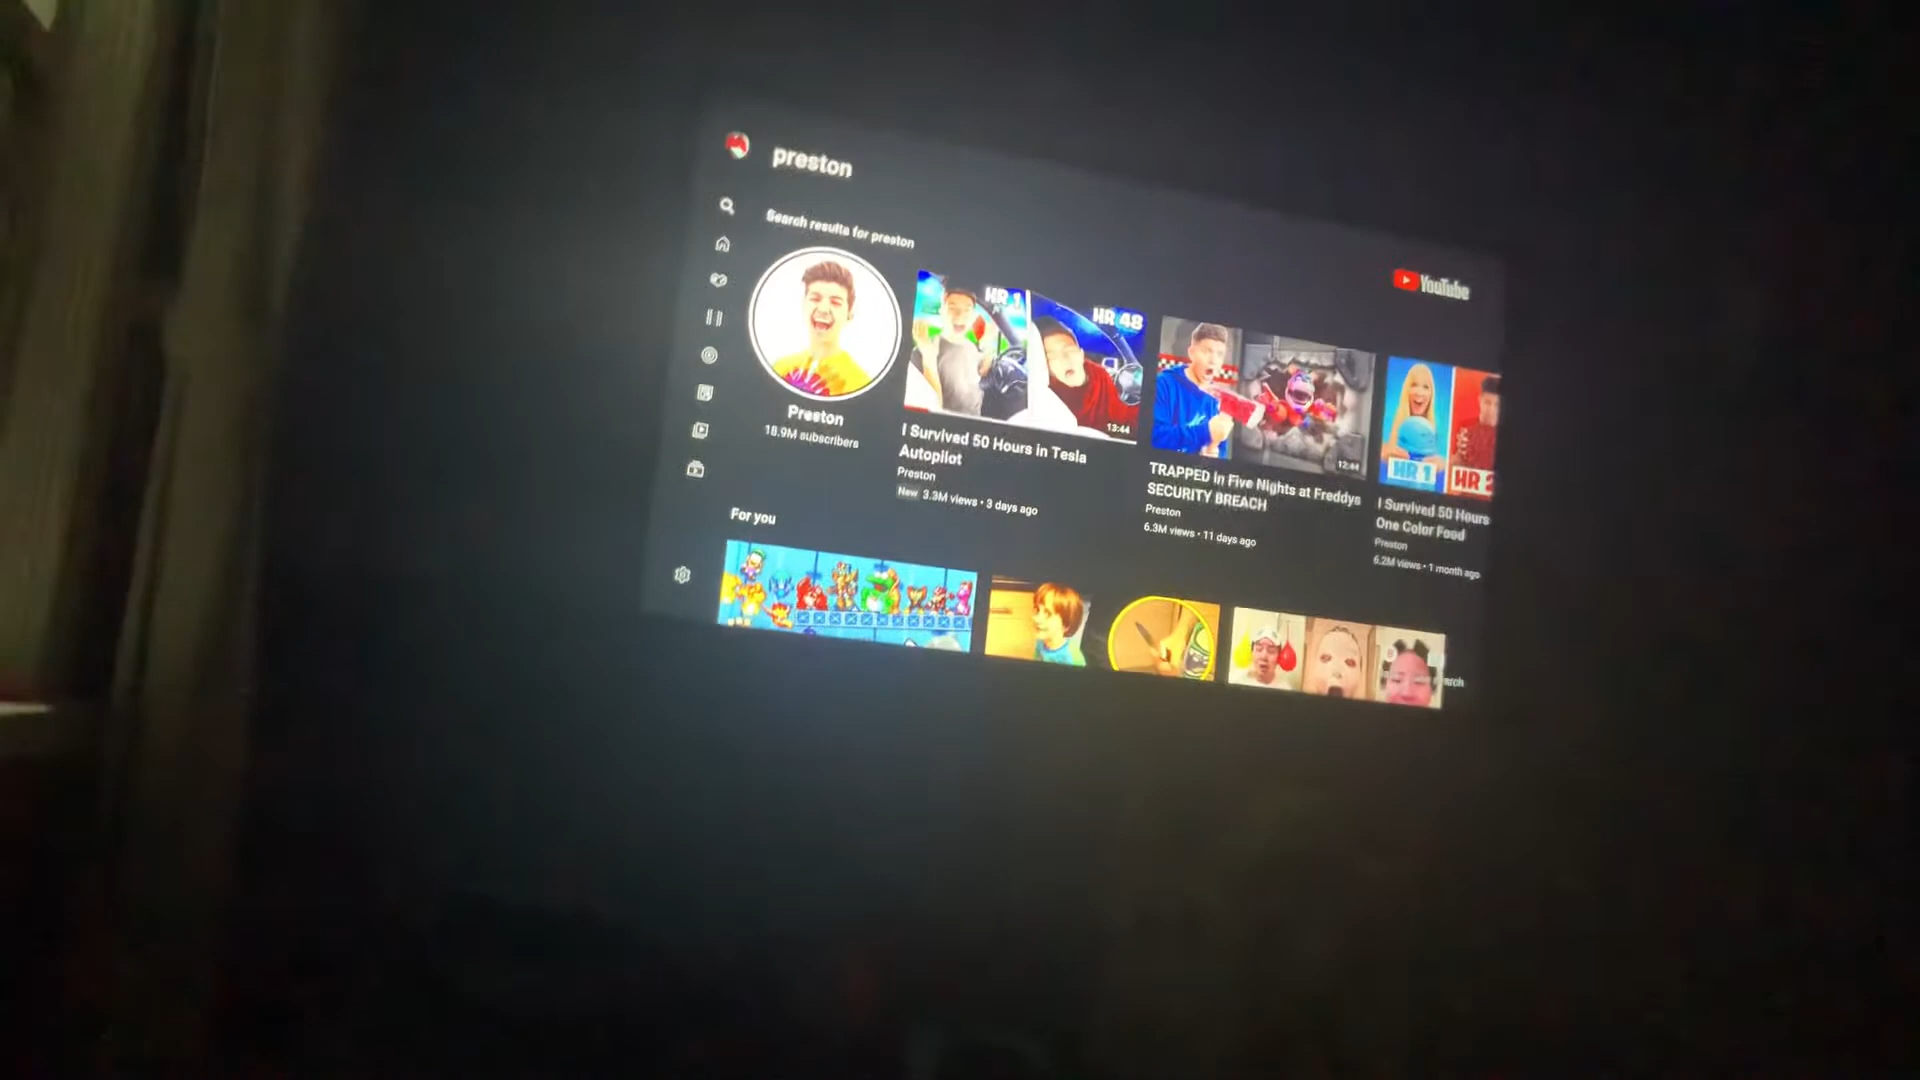 preston
Search results for preston
YouTube
HR 1
HR 48
13:44
12:44
HR 1
HR
Preston
18.9M subscribers
I Survived 50 Hours in Tesla
Autopilot
Preston
New 3.3M views • 3 days ago
TRAPPED in Five Nights at Freddys
SECURITY BREACH
Preston
6.3M views • 11 days ago
I Survived 50 Hours
One Color Food
Preston
6.2M views • 1 month ago
For you